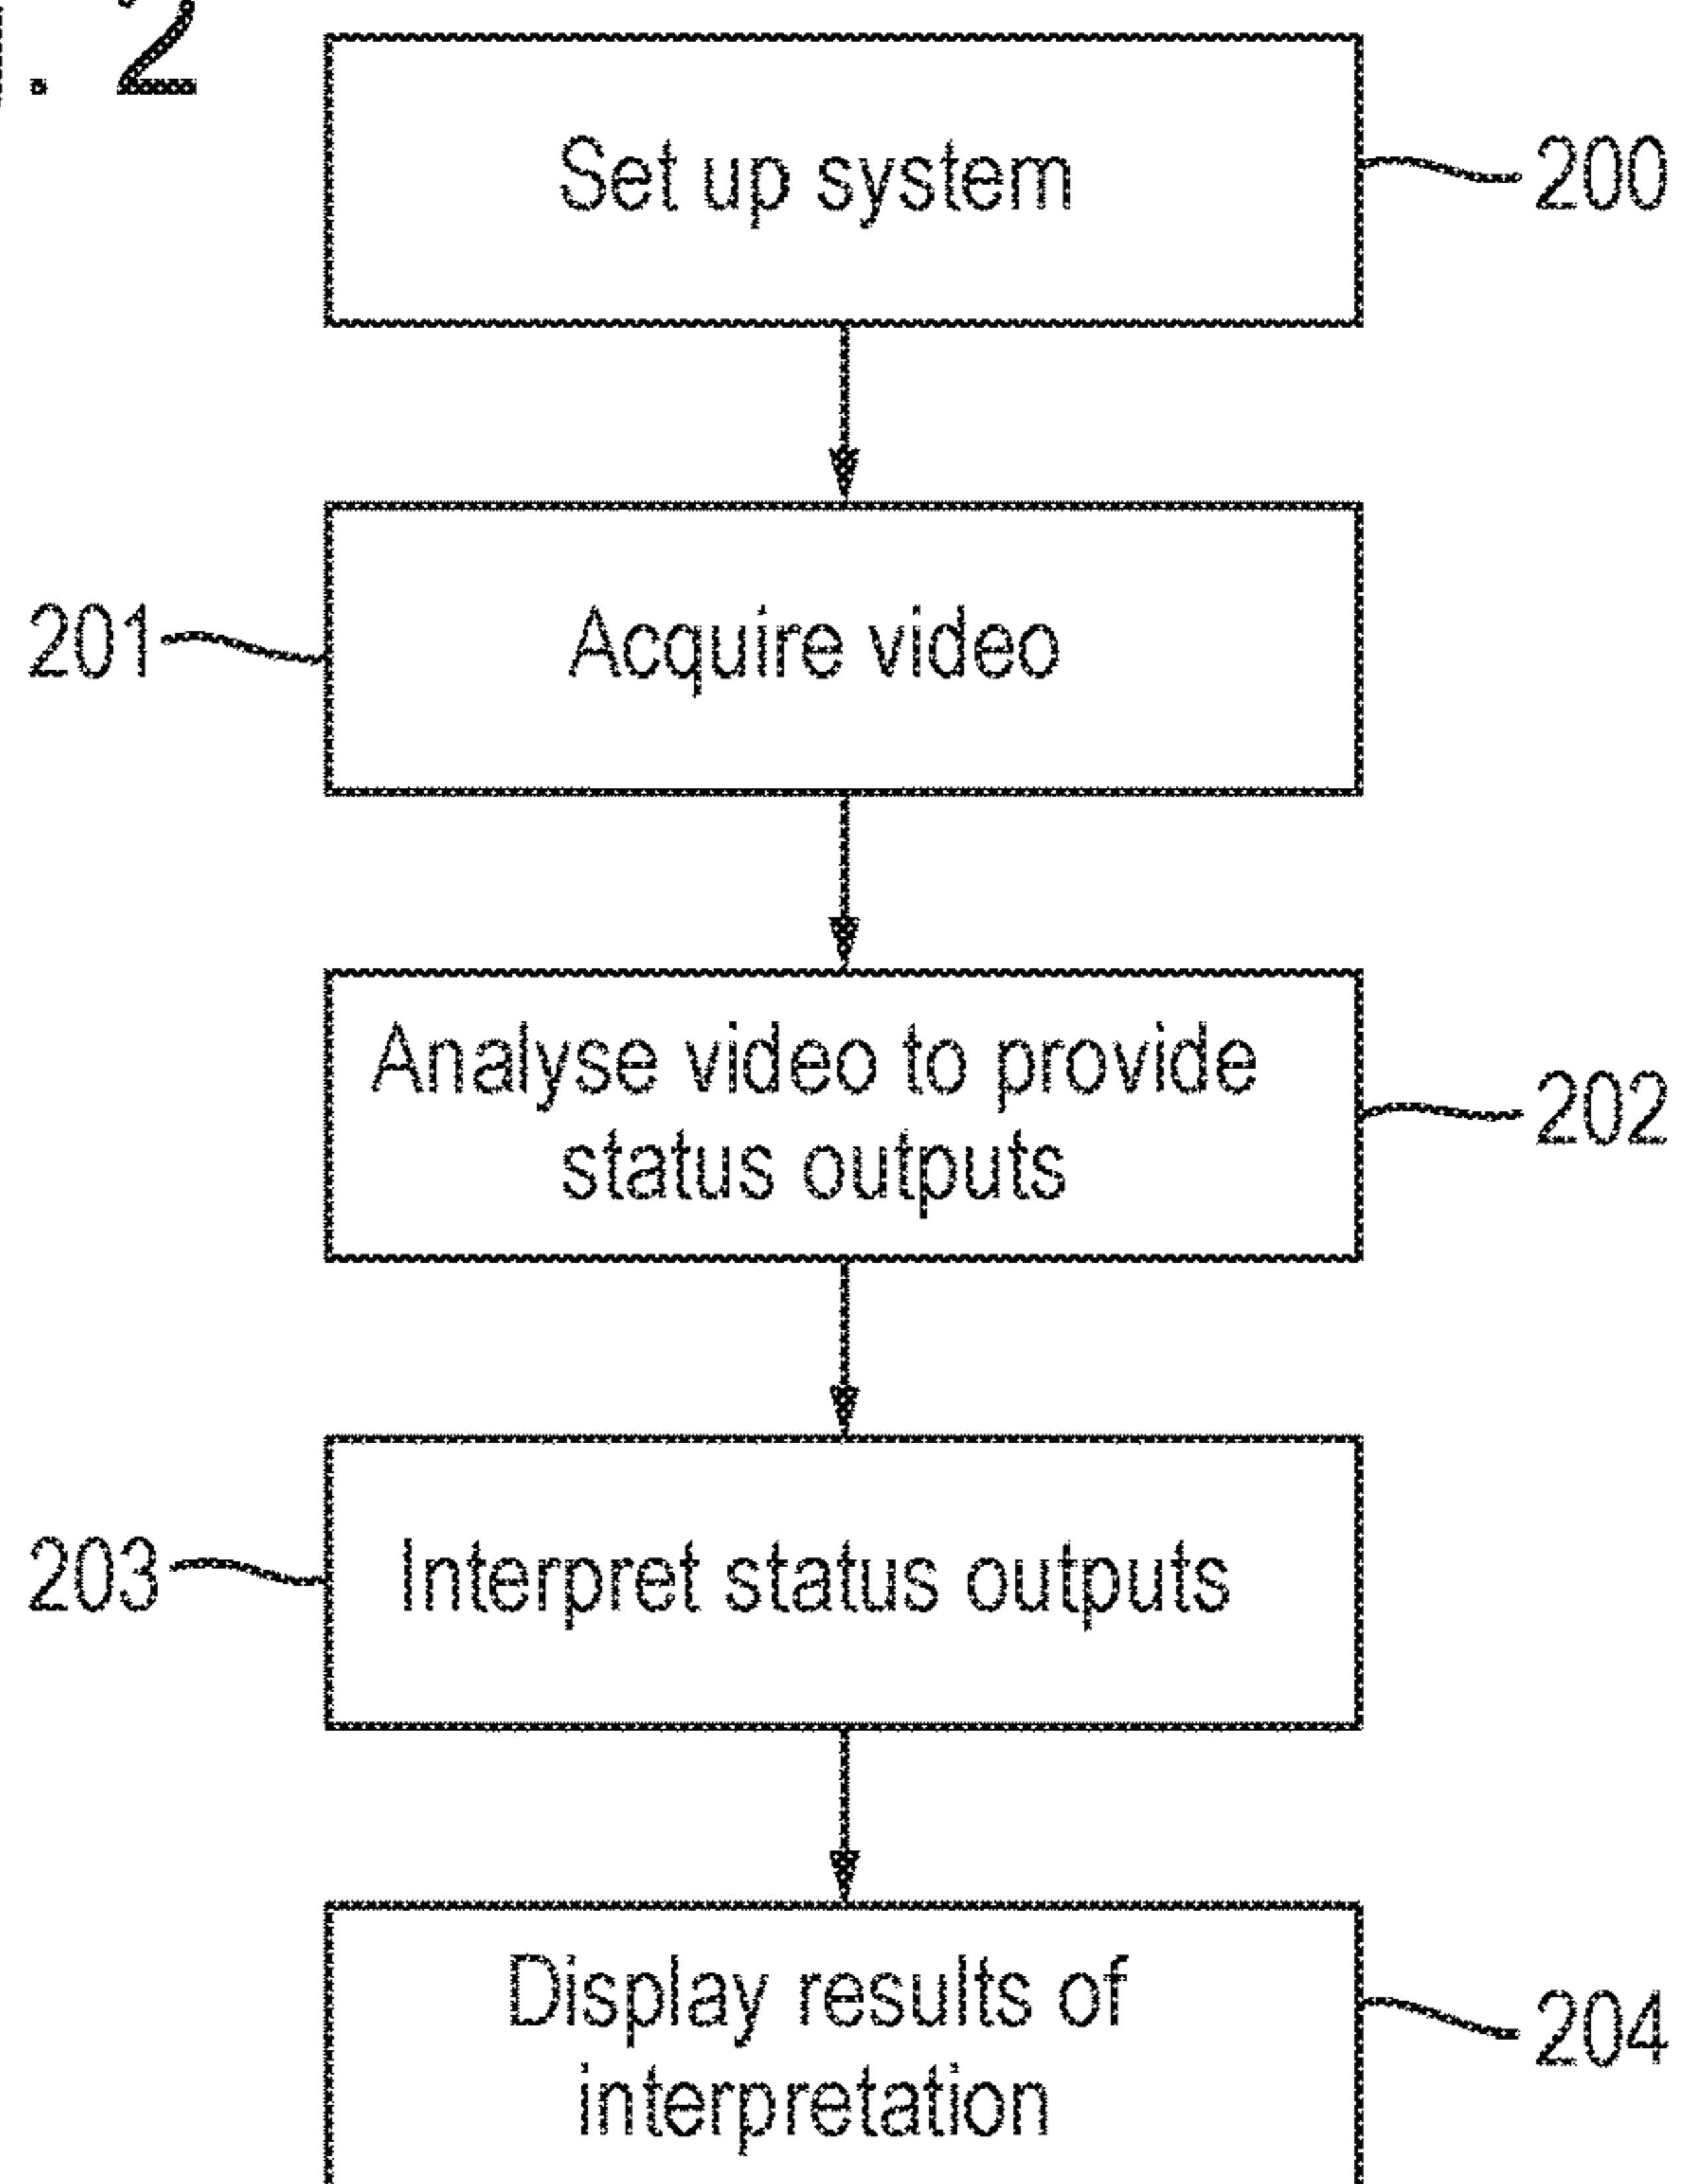 . 2
Set up system
200
201
Acquire video
Analyse video to provide
status outputs
202
203
Interpret status outputs
Display results of
interpretation
204